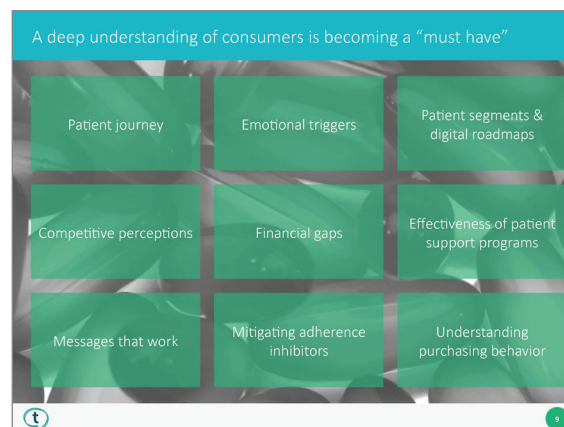 A deep understanding of consumers is becoming a “must have”
Patient journey
Emotional triggers
Patient segments &
digital roadmaps
Competitive perceptions
Financial gaps
Effectiveness of patient
support programs
Messages that work
Mitigating adherence
inhibitors
Understanding
purchasing behavior
t
9